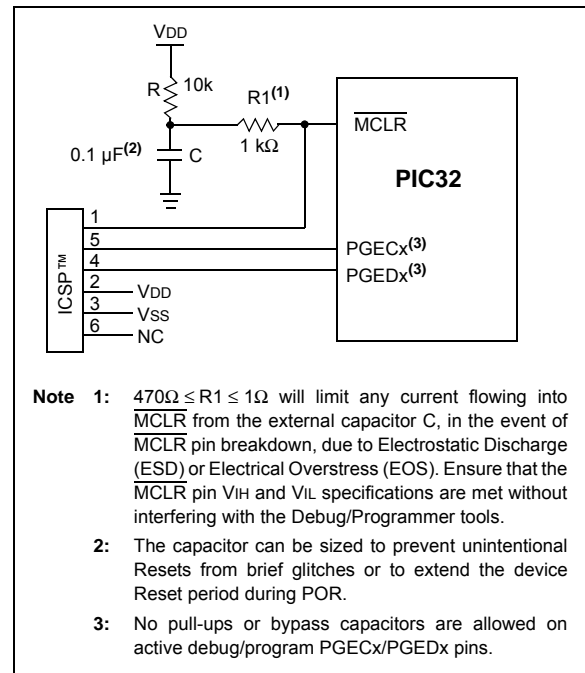 VDD
R 10k
R1(1)
1 kΩ
MCLR
0.1 µF(2) C
PIC32
ICSP™
1
5
4
2
3
6
PGECx(3)
PGEDx(3)
VDD
VSS
NC
Note 1: 470Ω ≤ R1 ≤ 1Ω will limit any current flowing into
MCLR from the external capacitor C, in the event of
MCLR pin breakdown, due to Electrostatic Discharge
(ESD) or Electrical Overstress (EOS). Ensure that the
MCLR pin VIH and VIL specifications are met without
interfering with the Debug/Programmer tools.
2: The capacitor can be sized to prevent unintentional
Resets from brief glitches or to extend the device
Reset period during POR.
3: No pull-ups or bypass capacitors are allowed on
active debug/program PGECx/PGEDx pins.